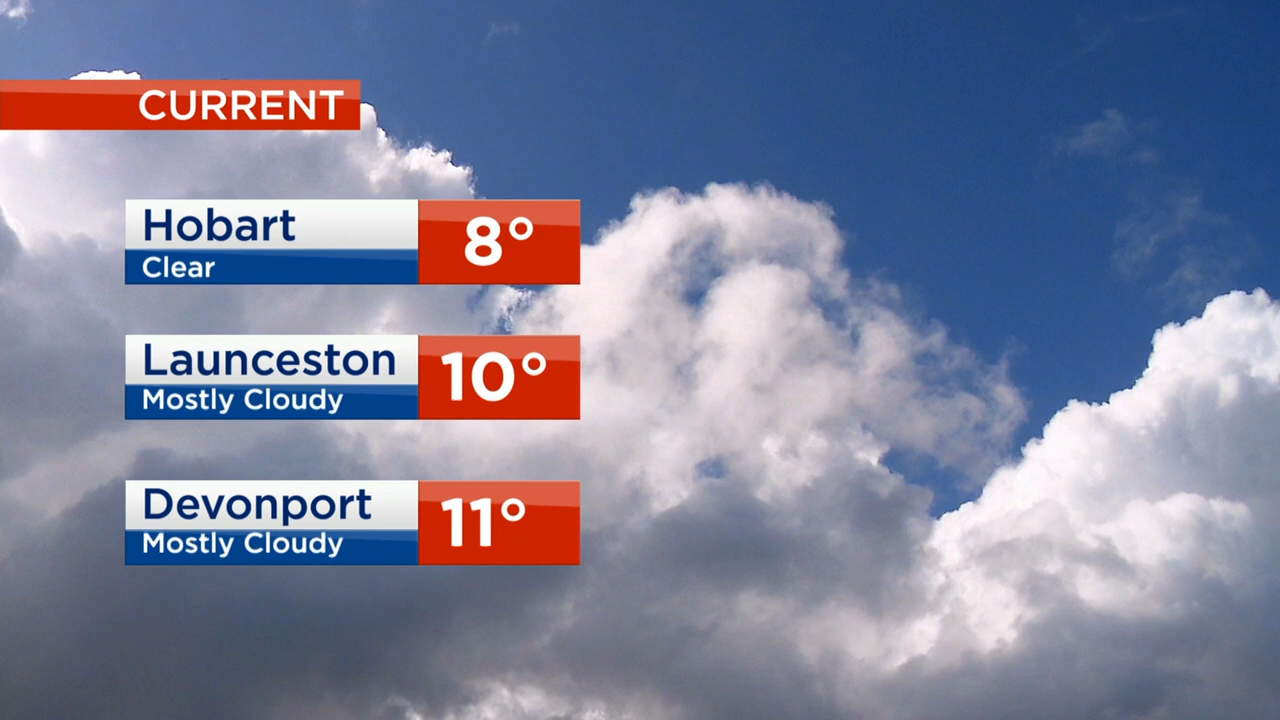 CURRENT
Hobart
Clear
8°
Launceston
Mostly Cloudy
10°
Devonport
Mostly Cloudy
11°